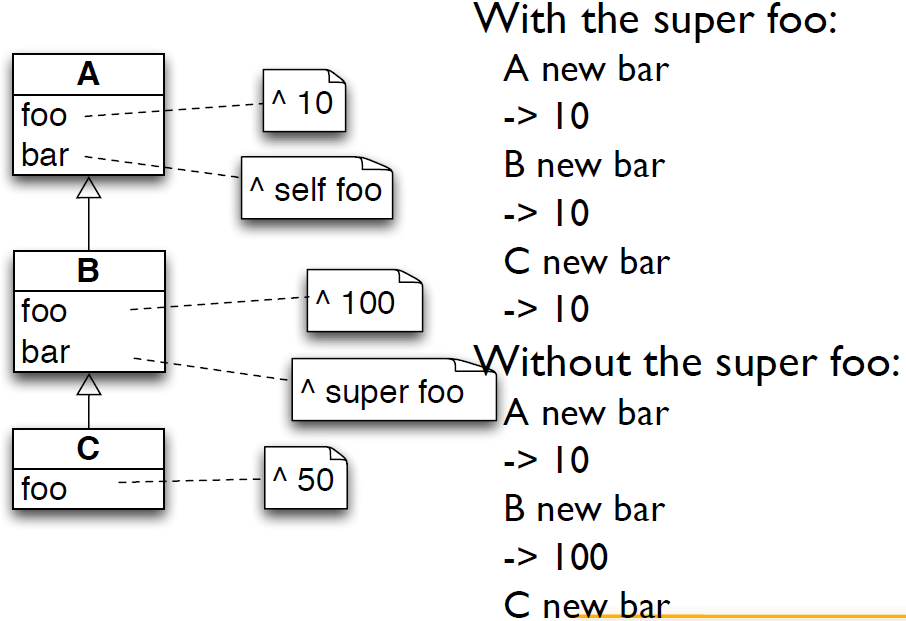 A
foo
bar
^ 10
^ self foo
B
foo
bar
^ 100
^ super foo
C
foo
^ 50
With the super foo:
A new bar
-> 10
B new bar
-> 10
C new bar
-> 10
Without the super foo:
A new bar
-> 10
B new bar
-> 100
C new bar